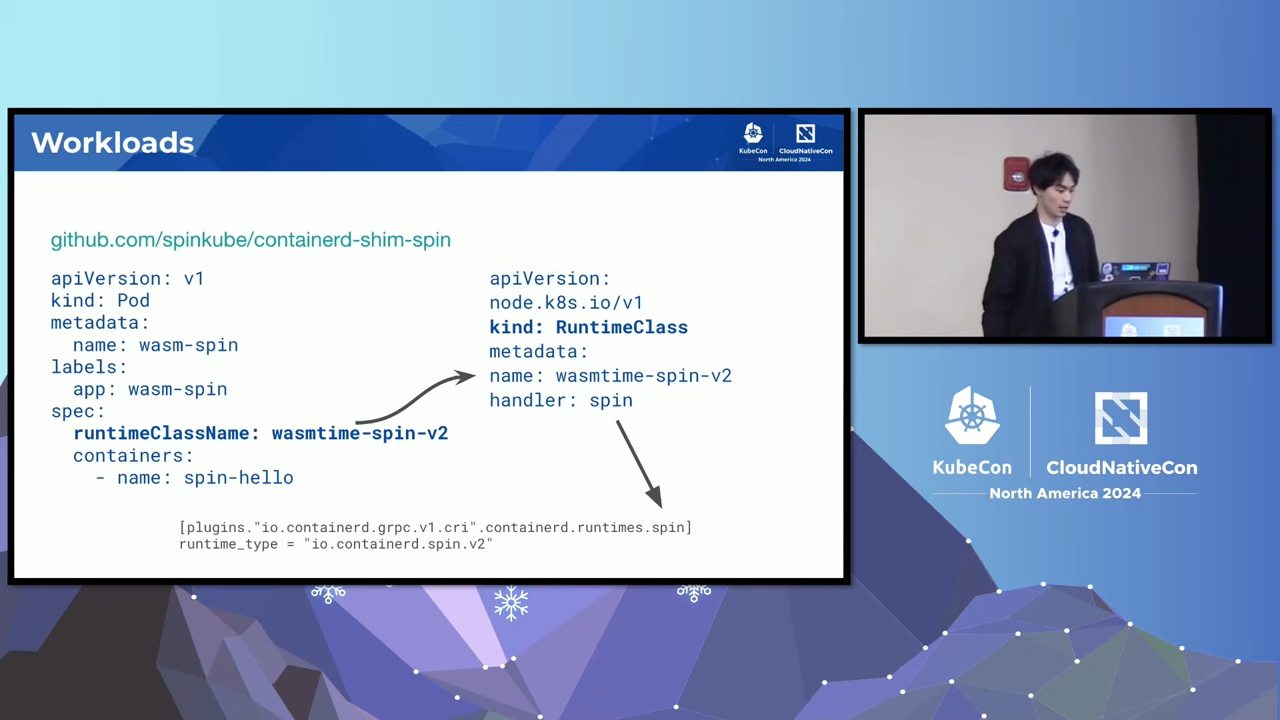 Workloads
KubeCon
CloudNativeCon
North America 2024
github.com/spinkube/containerd-shim-spin
apiVersion: v1
kind: Pod
metadata:
name: wasm-spin
labels:
app: wasm-spin
spec:
runtimeClassName: wasmtime-spin-v2
containers:
- name: spin-hello
apiVersion:
node.k8s.io/v1
kind: RuntimeClass
metadata:
name: wasmtime-spin-v2
handler: spin
[plugins."io.containerd.grpc.v1.cri".containerd.runtimes.spin]
runtime_type = "io.containerd.spin.v2"
KubeCon
CloudNativeCon
North America 2024